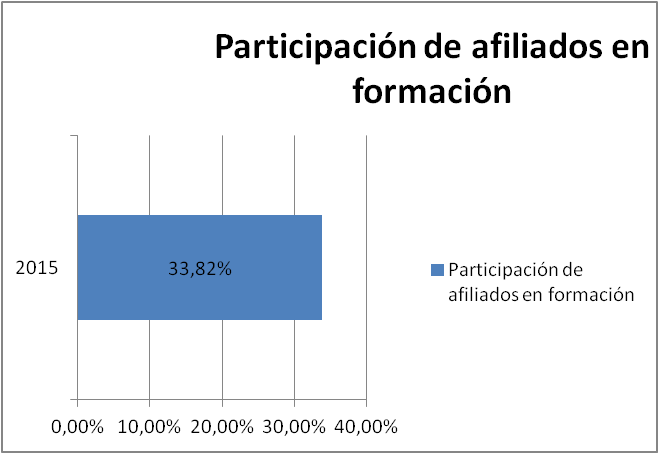 Participación de afiliados en
formación
2015
33,82%
Participación de
afiliados en formación
0,00% 10,00% 20,00% 30,00% 40,00%